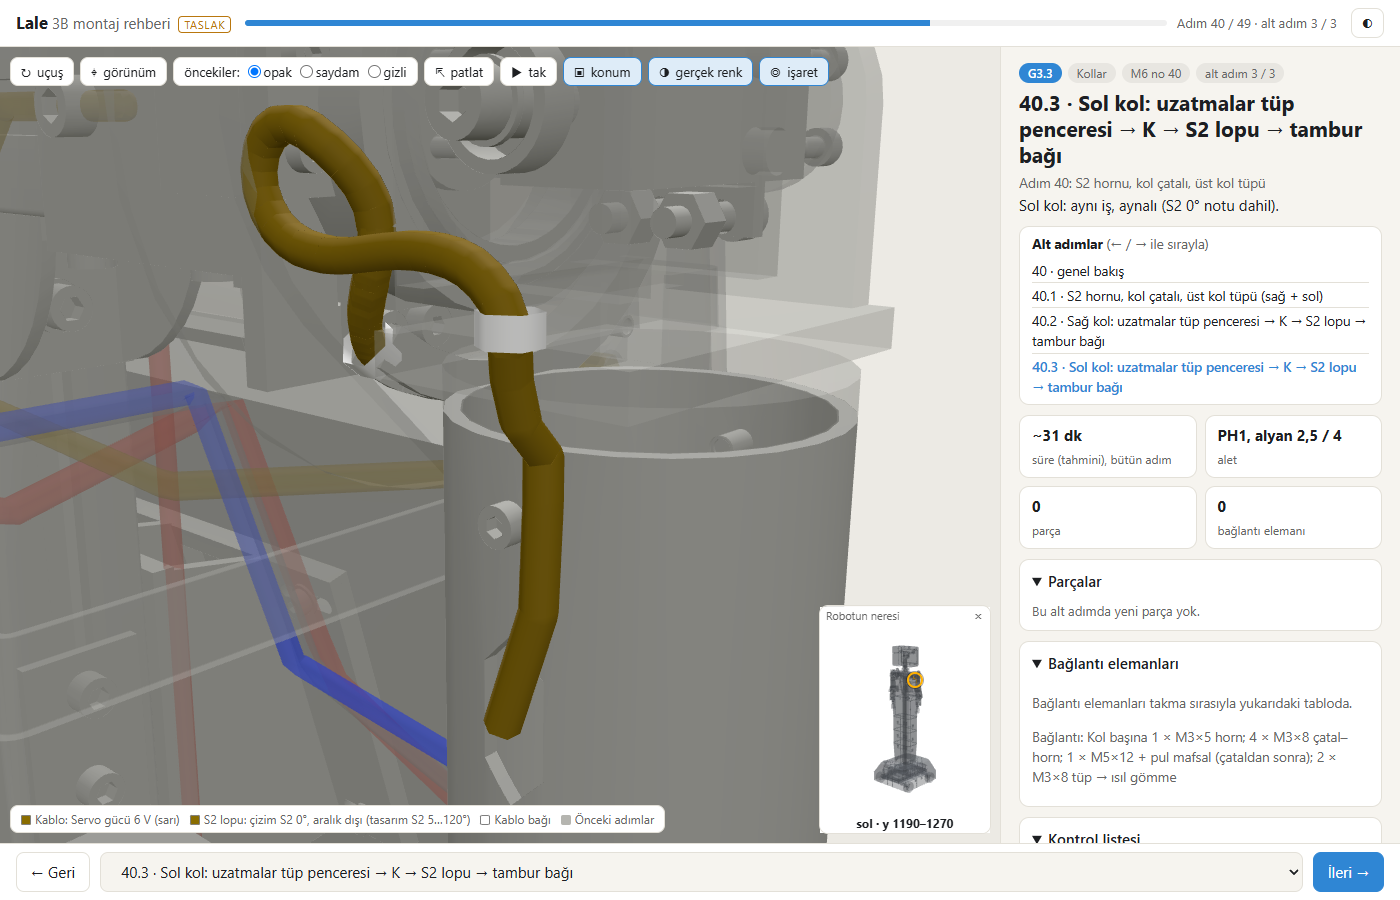 Lale 3B montaj rehberi TASLAK
Adım 40 / 49 · alt adım 3 / 3
↻ uçuş
⌖ görünüm
öncekiler: opak saydam gizli
⇱ patlat
▶ tak
▣ konum
◑ gerçek renk
◎ işaret
G3.3 Kollar M6 no 40 alt adım 3 / 3
40.3 · Sol kol: uzatmalar tüp
penceresi → K → S2 lopu → tambur
bağı
Adım 40: S2 hornu, kol çatalı, üst kol tüpü
Sol kol: aynı iş, aynalı (S2 0° notu dahil).
Alt adımlar (← / → ile sırayla)
40 · genel bakış
40.1 · S2 hornu, kol çatalı, üst kol tüpü (sağ + sol)
40.2 · Sağ kol: uzatmalar tüp penceresi → K → S2 lopu →
tambur bağı
40.3 · Sol kol: uzatmalar tüp penceresi → K → S2 lopu
→ tambur bağı
~31 dk
süre (tahmini), bütün adım
PH1, alyan 2,5 / 4
alet
0
parça
0
bağlantı elemanı
▼ Parçalar
Bu alt adımda yeni parça yok.
▼ Bağlantı elemanları
Bağlantı elemanları takma sırasıyla yukarıdaki tabloda.
Bağlantı: Kol başına 1 × M3×5 horn; 4 × M3×8 çatal–
horn; 1 × M5×12 + pul mafsal (çataldan sonra); 2 ×
M3×8 tüp → ısıl gömme
▼ Kontrol listesi
Robotun neresi ×
sol · y 1190–1270
Kablo: Servo gücü 6 V (sarı) S2 lopu: çizim S2 0°, aralık dışı (tasarım S2 5…120°) Kablo bağı Önceki adımlar
← Geri
40.3 · Sol kol: uzatmalar tüp penceresi → K → S2 lopu → tambur bağı
İleri →